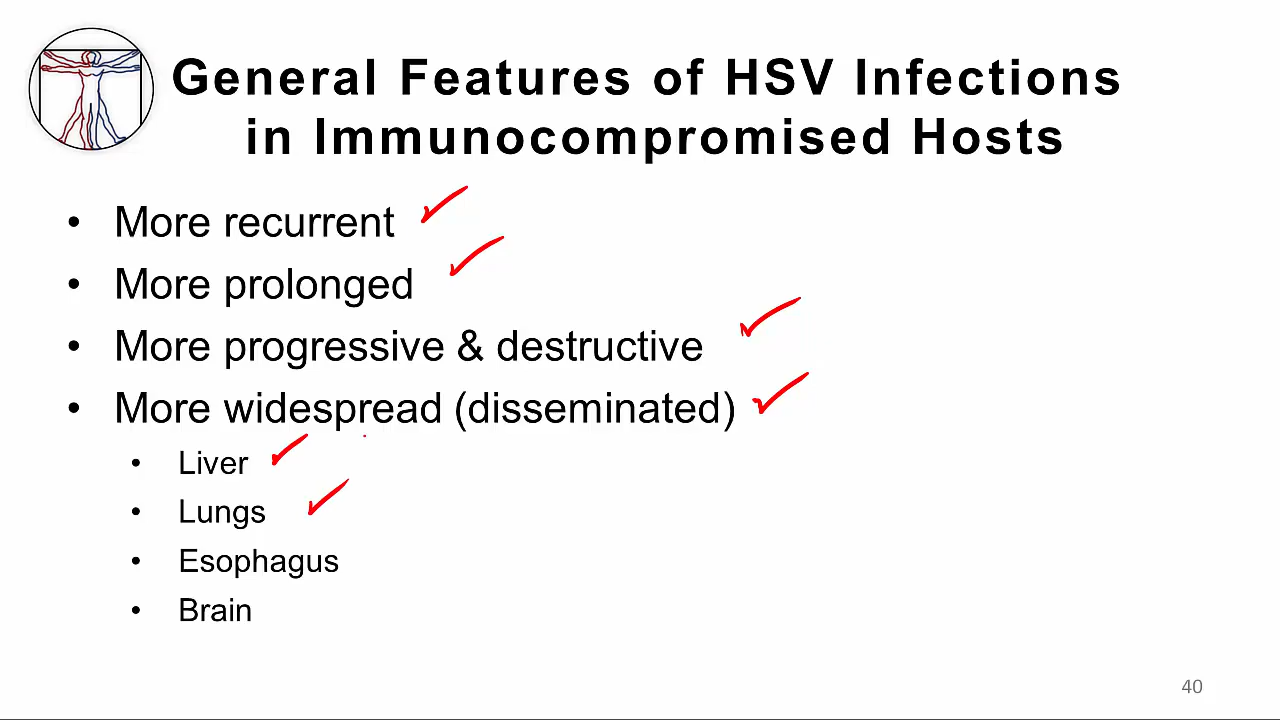 General Features of HSV Infections
in Immunocompromised Hosts
• More recurrent
• More prolonged
• More progressive & destructive
• More widespread (disseminated)
• Liver
• Lungs
• Esophagus
• Brain
40